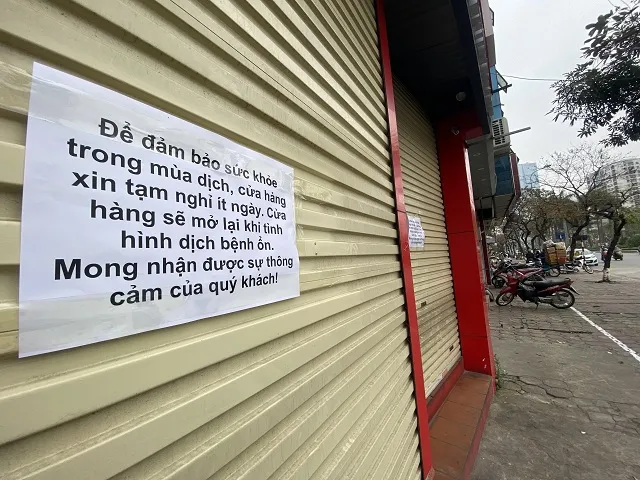 Để đảm bảo sức khỏe
trong mùa dịch, cửa hàng
xin tạm nghỉ ít ngày. Cửa
hàng sẽ mở lại khi tình
hình dịch bệnh ổn.
Mong nhận được sự thông
cảm của quý khách!